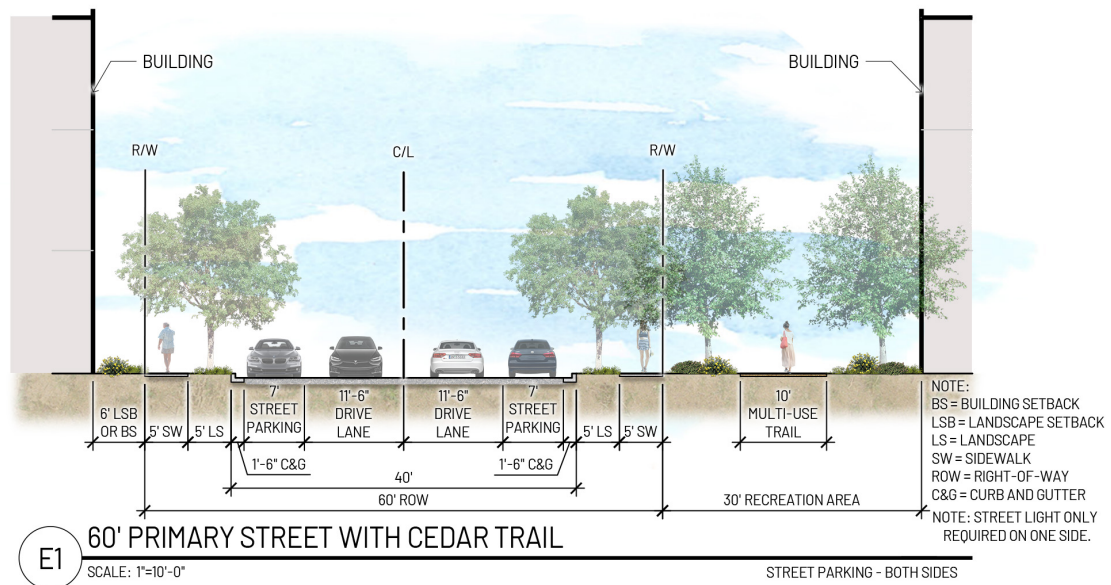 BUILDING
BUILDING
R/W
C/L
R/W
6' LSB
OR BS
5' SW
5' LS
7'
STREET
PARKING
11'-6"
DRIVE
LANE
11'-6"
DRIVE
LANE
7'
STREET
PARKING
5' LS
5' SW
10'
MULTI-USE
TRAIL
1'-6" C&G
1'-6" C&G
40'
60' ROW
30' RECREATION AREA
NOTE:
BS = BUILDING SETBACK
LSB = LANDSCAPE SETBACK
LS = LANDSCAPE
SW = SIDEWALK
ROW = RIGHT-OF-WAY
C&G = CURB AND GUTTER
NOTE: STREET LIGHT ONLY
REQUIRED ON ONE SIDE.
E1
60' PRIMARY STREET WITH CEDAR TRAIL
SCALE: 1"=10'-0"
STREET PARKING - BOTH SIDES